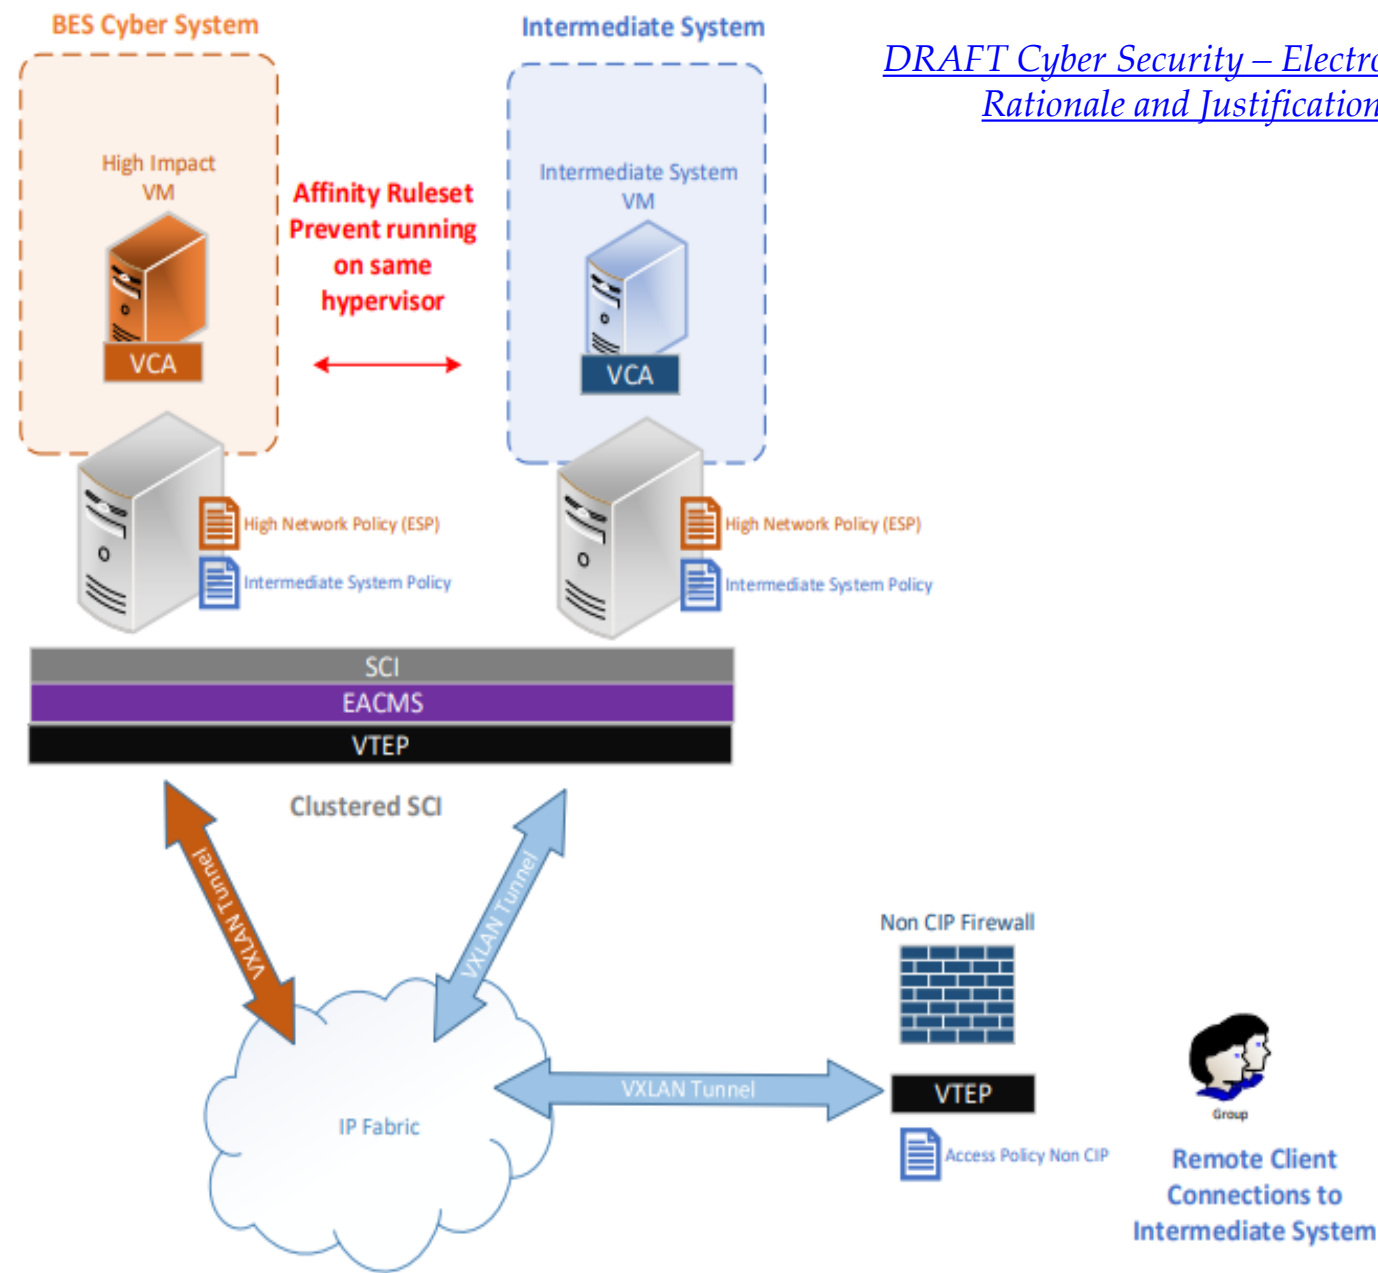 BES Cyber System
Intermediate System
DRAFT Cyber Security – Electro
Rationale and Justification
High Impact
VM
Affinity Ruleset
Prevent running
on same
hypervisor
Intermediate System
VM
VCA
VCA
High Network Policy (ESP)
Intermediate System Policy
High Network Policy (ESP)
Intermediate System Policy
SCI
EACMS
VTEP
Clustered SCI
VXLAN Tunnel
VXLAN Tunnel
Non CIP Firewall
VXLAN Tunnel
VTEP
IP Fabric
Access Policy Non CIP
Group
Remote Client
Connections to
Intermediate System